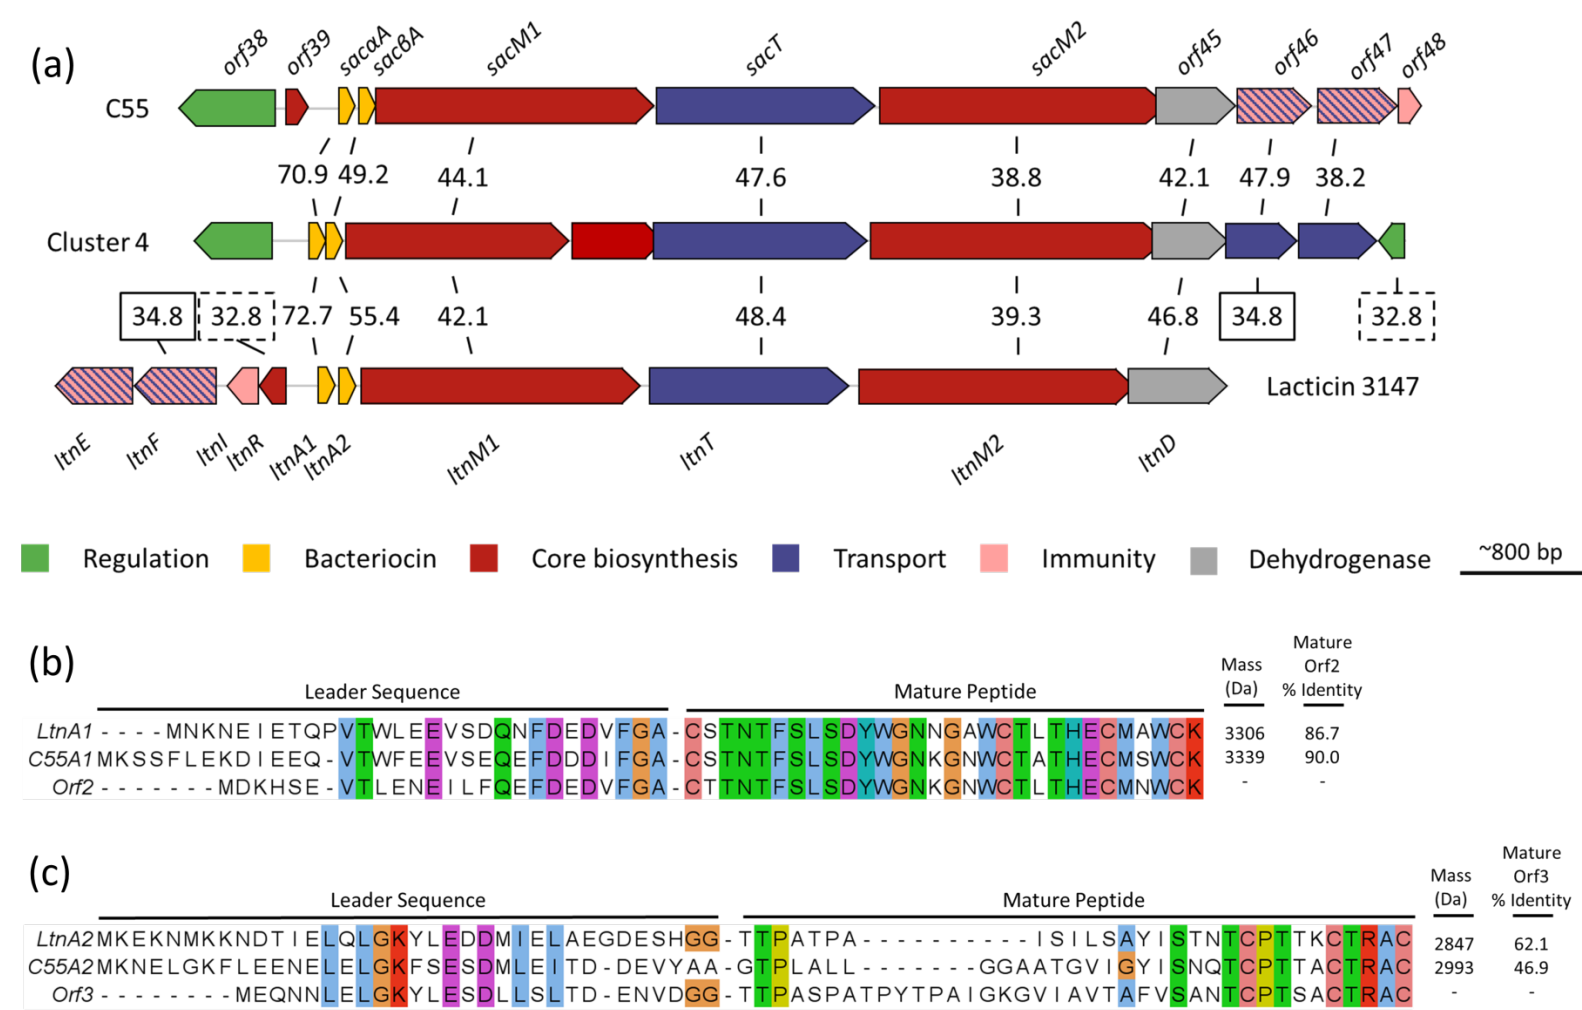 (a)
orf38 orf39 sacαA sacβA sacM1 sacT sacM2 orf45 orf46 orf47 orf48
C55
70.9 49.2 44.1 47.6 38.8 42.1 47.9 38.2
Cluster 4
34.8 32.8 72.7 55.4 42.1 48.4 39.3 46.8 34.8 32.8
Lacticin 3147
ltnE ltnF ltnI ltnR ltnA1 ltnA2 ltnM1 ltnT ltnM2 ltnD
Regulation Bacteriocin Core biosynthesis Transport Immunity Dehydrogenase ~800 bp
(b)
Leader Sequence Mature Peptide Mass (Da) Mature Orf2 % Identity
LtnA1 ----MNKNEIETQPVTWLEEVSDQNFDEDVFGA-CSTNTFSLSDYWGNNGAWCTLTHECMAWCK 3306 86.7
C55A1 MKSSFLEKDIEEQ-VTWFEEVSEQEFDDDIFGA-CSTNTFSLSDYWGNKGNWCTATHECMSWCK 3339 90.0
Orf2 -------MDKHSE-VTLENEILFQEFDEDVFGA-CTTNTFSLSDYWGNKGNWCTLTHECMNWCK - -
(c)
Leader Sequence Mature Peptide Mass (Da) Mature Orf3 % Identity
LtnA2 MKEKNMKKNDTIELQLGKYLEDDMIELAEGDESHGG-TTPATPA----------ISILSAYISTNTCPTTKCTRAC 2847 62.1
C55A2 MKNELGKFLEENELELGKFSESDMLEITD-DEVYAA-GTPLALL-------GGAATGVIGYISNQTCPTTACTRAC 2993 46.9
Orf3 --------MEQNNLELGKYLESDLLSLTD-ENVDGG-TTPASPATPYTPAIGKGVIAVTAFVSANTCPTSACTRAC - -